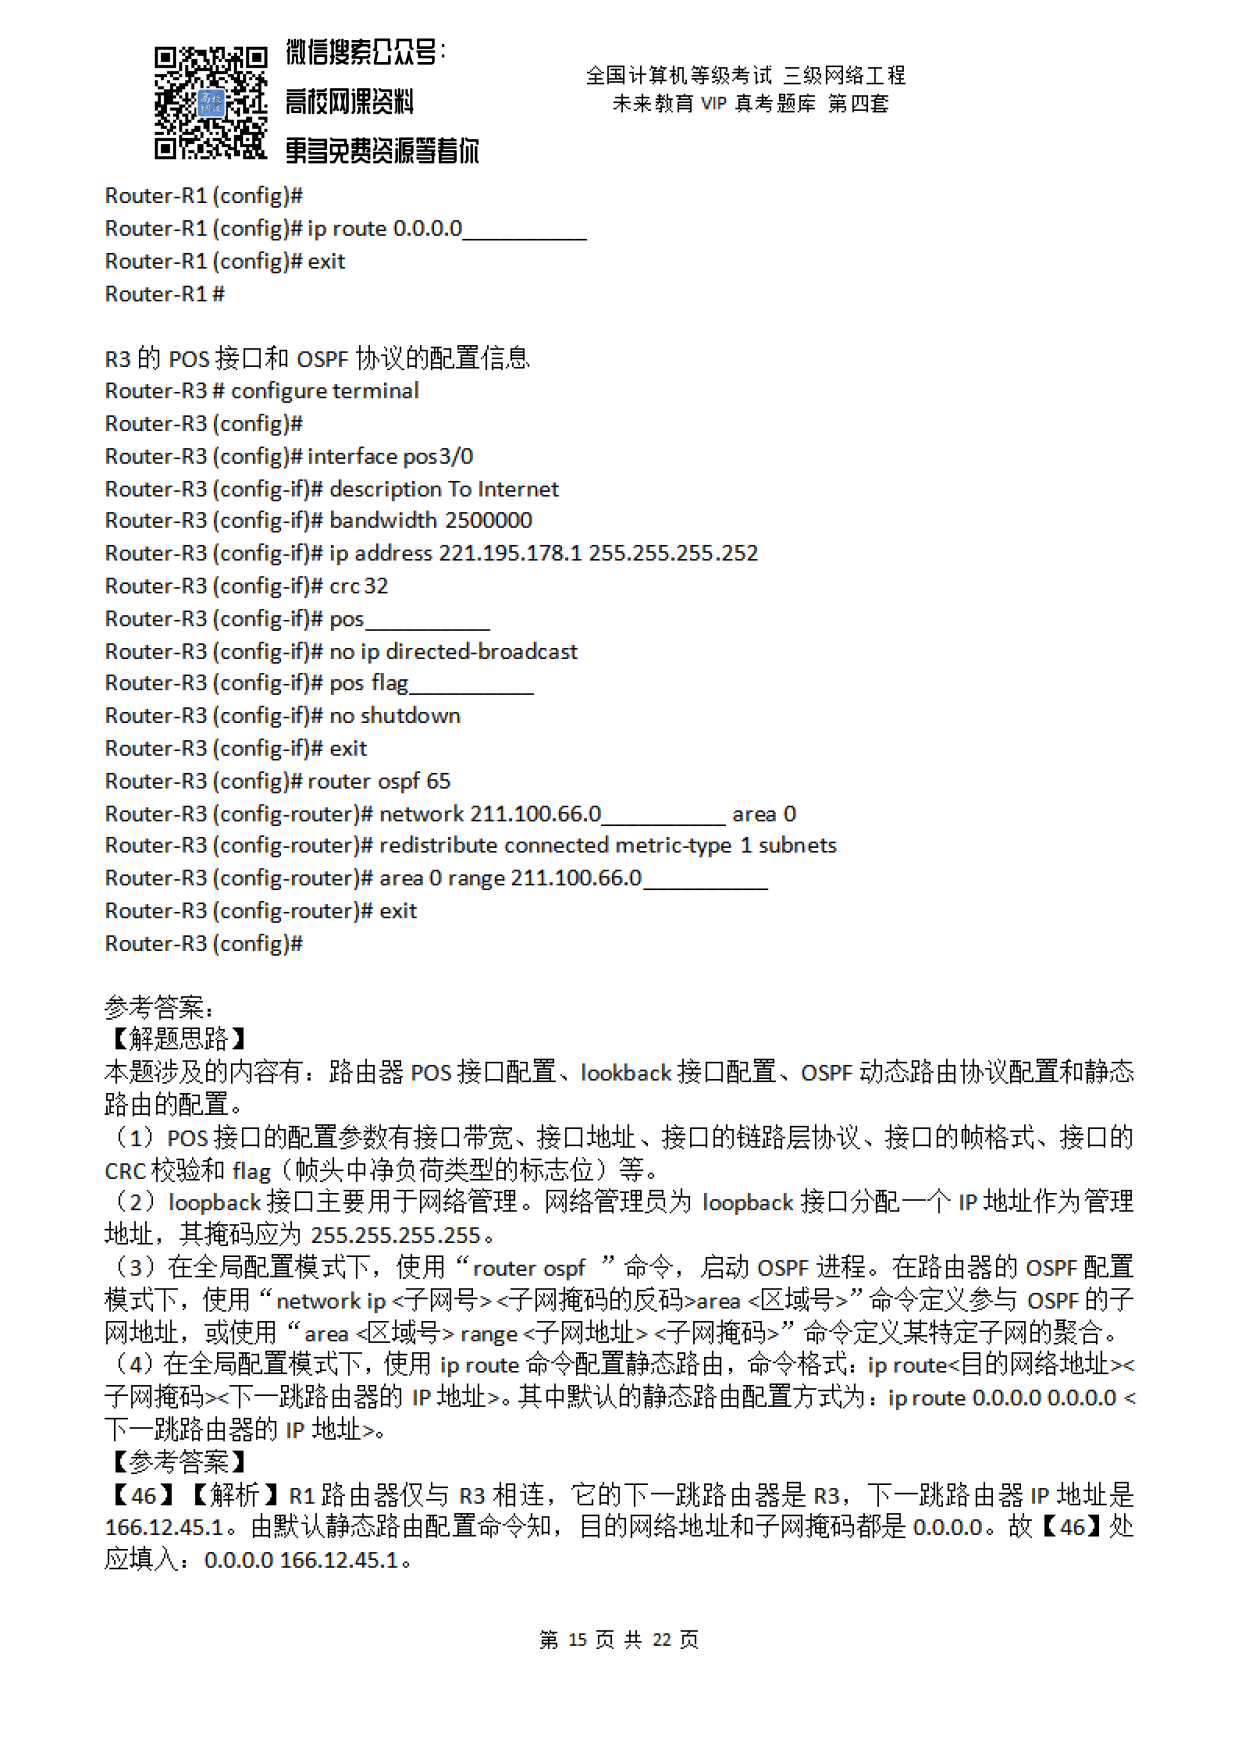 微信搜索公众号：
高校网课资料
更多免费资源等着你
全国计算机等级考试 三级网络工程
未来教育 VIP 真考题库 第四套
Router-R1 (config)#
Router-R1 (config)# ip route 0.0.0.0__________
Router-R1 (config)# exit
Router-R1 #
R3 的 POS 接口和 OSPF 协议的配置信息
Router-R3 # configure terminal
Router-R3 (config)#
Router-R3 (config)# interface pos3/0
Router-R3 (config-if)# description To Internet
Router-R3 (config-if)# bandwidth 2500000
Router-R3 (config-if)# ip address 221.195.178.1 255.255.255.252
Router-R3 (config-if)# crc 32
Router-R3 (config-if)# pos__________
Router-R3 (config-if)# no ip directed-broadcast
Router-R3 (config-if)# pos flag__________
Router-R3 (config-if)# no shutdown
Router-R3 (config-if)# exit
Router-R3 (config)# router ospf 65
Router-R3 (config-router)# network 211.100.66.0__________ area 0
Router-R3 (config-router)# redistribute connected metric-type 1 subnets
Router-R3 (config-router)# area 0 range 211.100.66.0__________
Router-R3 (config-router)# exit
Router-R3 (config)#
参考答案：
【解题思路】
本题涉及的内容有：路由器 POS 接口配置、lookback 接口配置、OSPF 动态路由协议配置和静态
路由的配置。
（1）POS 接口的配置参数有接口带宽、接口地址、接口的链路层协议、接口的帧格式、接口的
CRC 校验和 flag（帧头中净负荷类型的标志位）等。
（2）loopback 接口主要用于网络管理。网络管理员为 loopback 接口分配一个 IP 地址作为管理
地址，其掩码应为 255.255.255.255。
（3）在全局配置模式下，使用“router ospf ”命令，启动 OSPF 进程。在路由器的 OSPF 配置
模式下，使用“network ip <子网号> <子网掩码的反码>area <区域号>”命令定义参与 OSPF 的子
网地址，或使用“area <区域号> range <子网地址> <子网掩码>”命令定义某特定子网的聚合。
（4）在全局配置模式下，使用 ip route 命令配置静态路由，命令格式：ip route<目的网络地址><
子网掩码><下一跳路由器的 IP 地址>。其中默认的静态路由配置方式为：ip route 0.0.0.0 0.0.0.0 <
下一跳路由器的 IP 地址>。
【参考答案】
【46】【解析】R1 路由器仅与 R3 相连，它的下一跳路由器是 R3，下一跳路由器 IP 地址是
166.12.45.1。由默认静态路由配置命令知，目的网络地址和子网掩码都是 0.0.0.0。故【46】处
应填入：0.0.0.0 166.12.45.1。
第 15 页 共 22 页